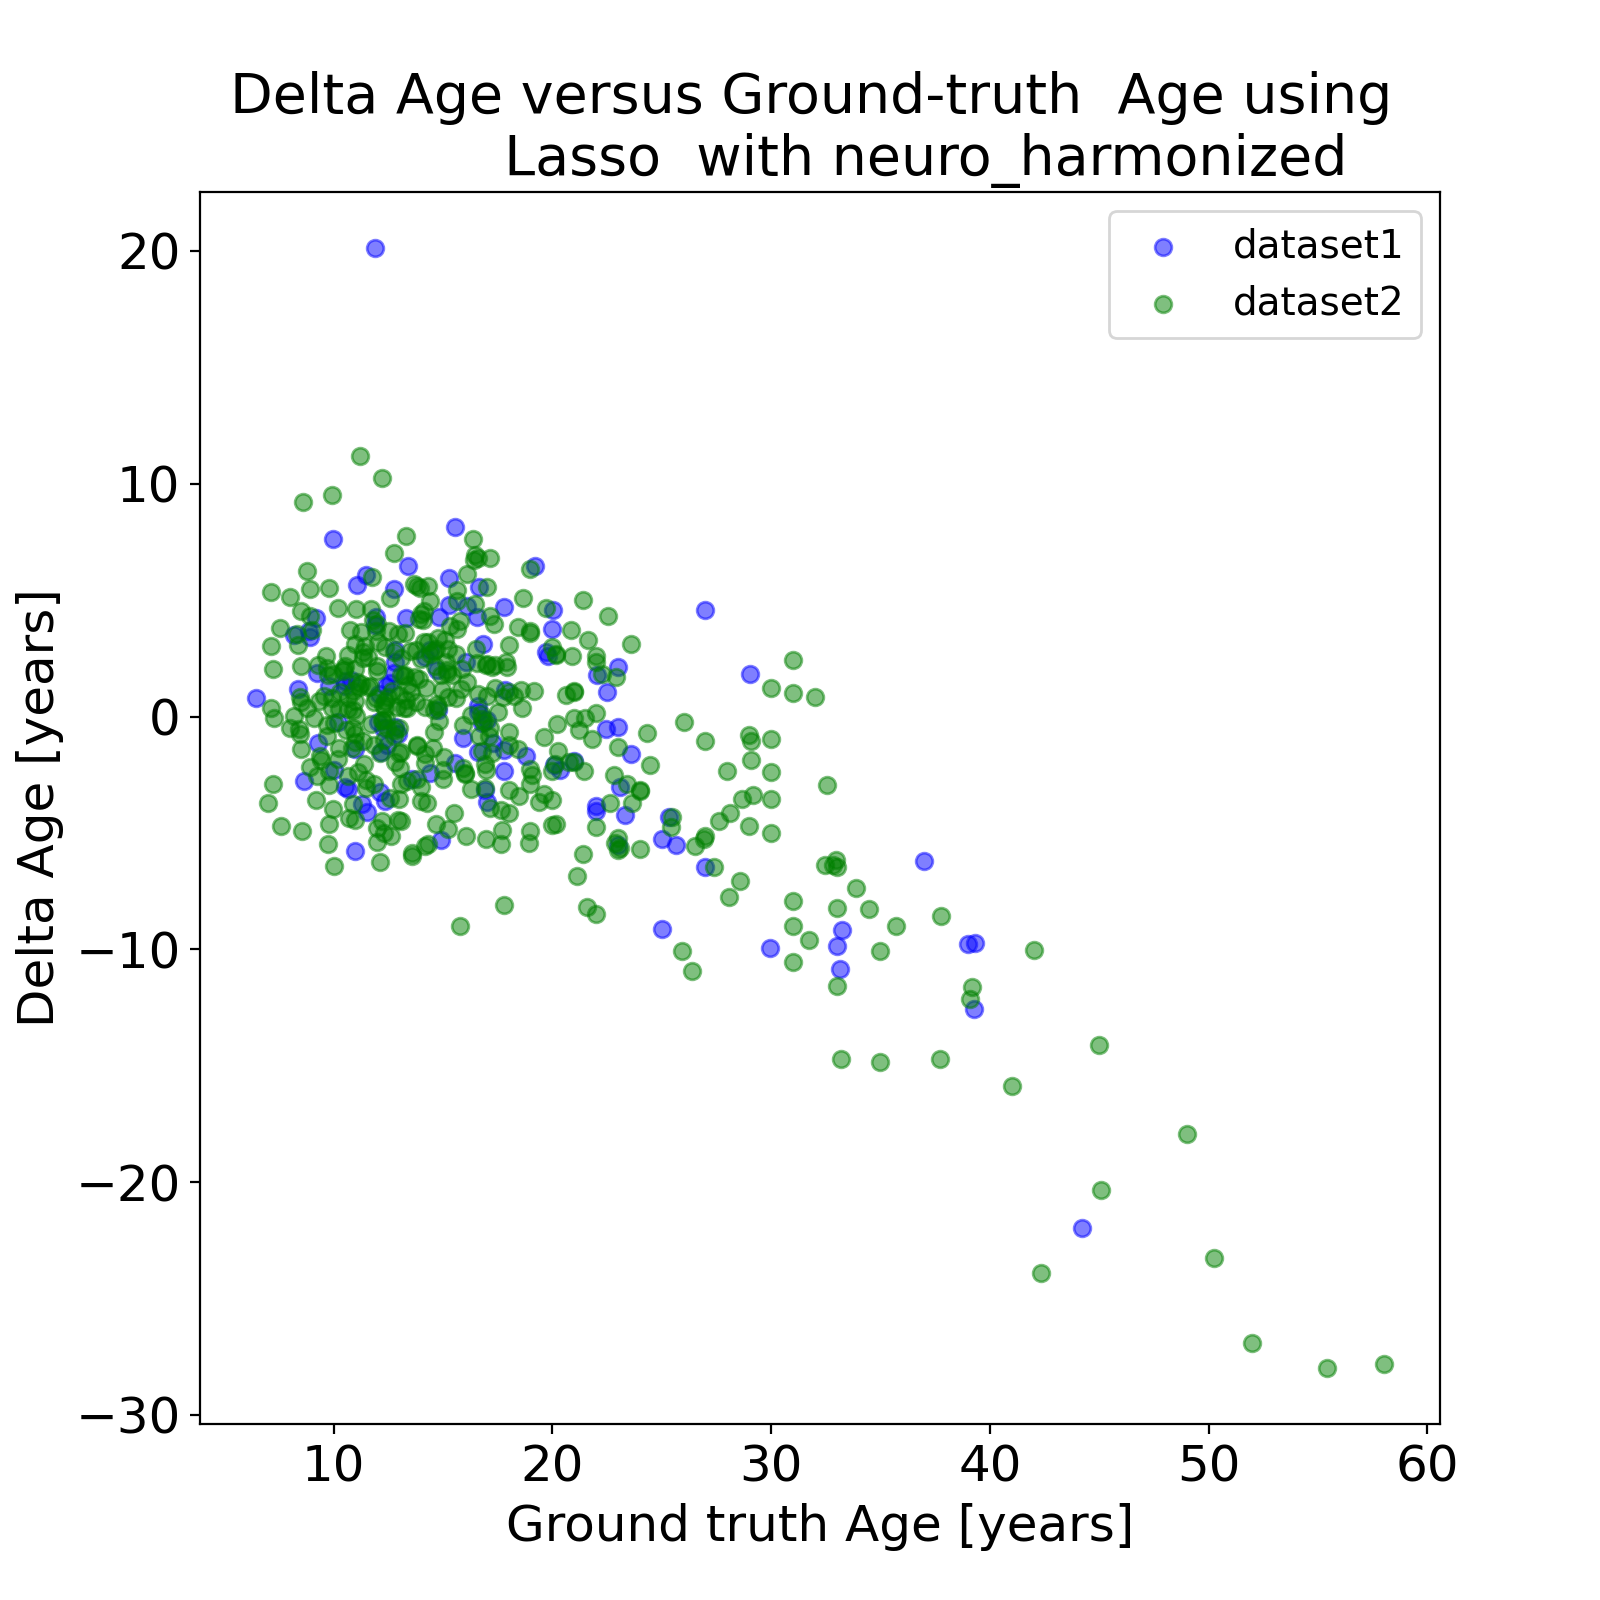 Delta Age versus Ground-truth  Age using
Lasso  with neuro_harmonized
dataset1
dataset2
20
10
0
−10
−20
−30
Delta Age [years]
10 20 30 40 50 60
Ground truth Age [years]